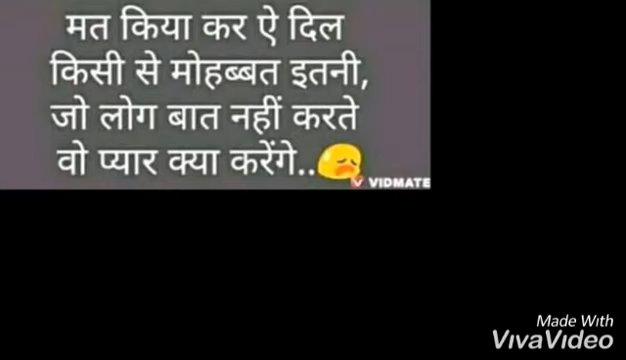 मत किया कर ऐ दिल
किसी से मोहब्बत इतनी,
जो लोग बात नहीं करते
वो प्यार क्या करेंगे..😞
VIDMATE
Made With
VivaVideo